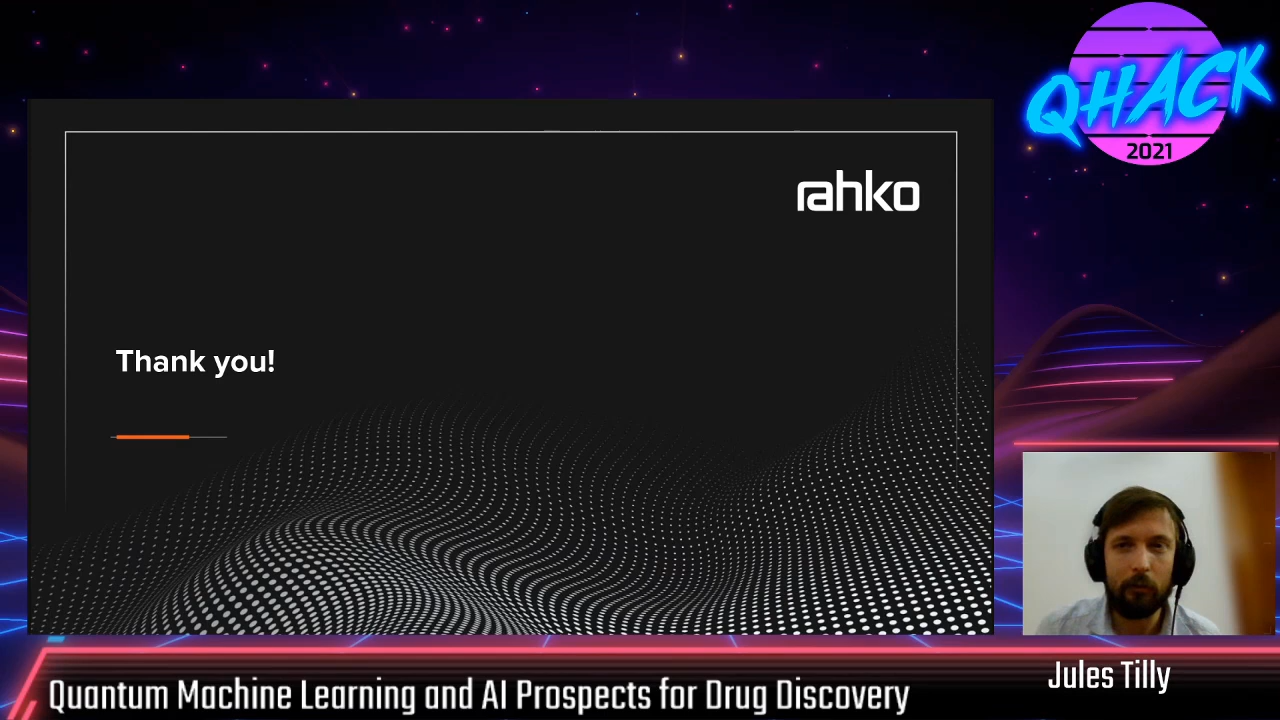 QHACK
2021
rahko
Thank you!
Jules Tilly
Quantum Machine Learning and AI Prospects for Drug Discovery